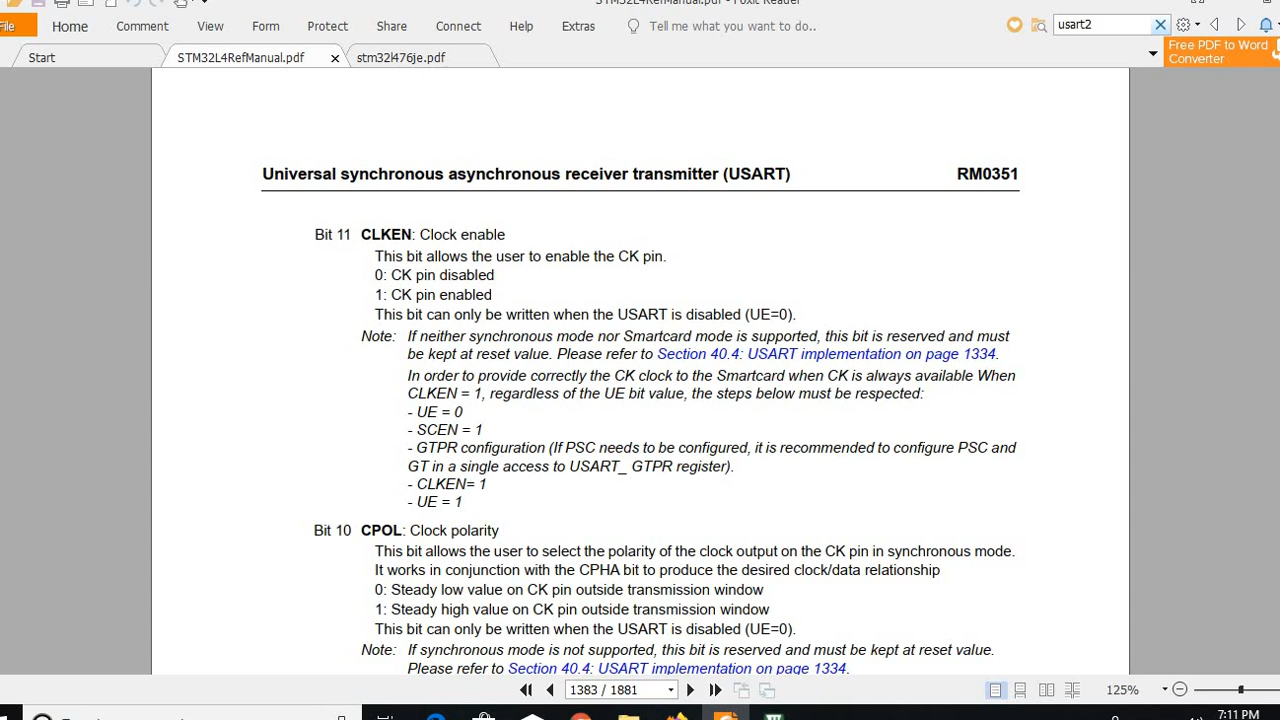 STM32L4RefManual.pdf - Foxit Reader
File Home Comment View Form Protect Share Connect Help Extras Tell me what you want to do.. usart2
Start STM32L4RefManual.pdf × stm32l476je.pdf
Free PDF to Word
Converter
Universal synchronous asynchronous receiver transmitter (USART) RM0351
Bit 11 CLKEN: Clock enable
This bit allows the user to enable the CK pin.
0: CK pin disabled
1: CK pin enabled
This bit can only be written when the USART is disabled (UE=0).
Note: If neither synchronous mode nor Smartcard mode is supported, this bit is reserved and must
be kept at reset value. Please refer to Section 40.4: USART implementation on page 1334.
In order to provide correctly the CK clock to the Smartcard when CK is always available When
CLKEN = 1, regardless of the UE bit value, the steps below must be respected:
- UE = 0
- SCEN = 1
- GTPR configuration (If PSC needs to be configured, it is recommended to configure PSC and
GT in a single access to USART_ GTPR register).
- CLKEN= 1
- UE = 1
Bit 10 CPOL: Clock polarity
This bit allows the user to select the polarity of the clock output on the CK pin in synchronous mode.
It works in conjunction with the CPHA bit to produce the desired clock/data relationship
0: Steady low value on CK pin outside transmission window
1: Steady high value on CK pin outside transmission window
This bit can only be written when the USART is disabled (UE=0).
Note: If synchronous mode is not supported, this bit is reserved and must be kept at reset value.
Please refer to Section 40.4: USART implementation on page 1334.
1383 / 1881 125%
7:11 PM